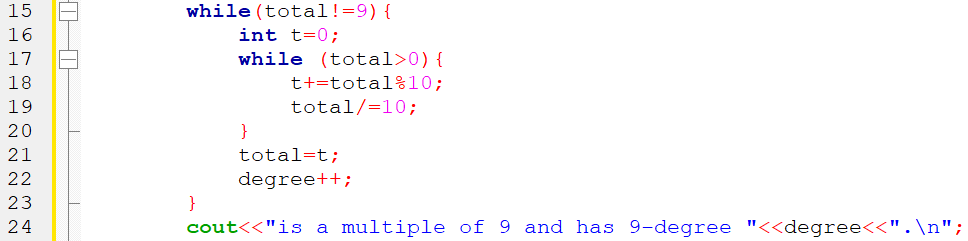 15 while(total!=9){
16 int t=0;
17 while (total>0){
18 t+=total%10;
19 total/=10;
20 }
21 total=t;
22 degree++;
23 }
24 cout<<"is a multiple of 9 and has 9-degree "<<degree<<".\n";